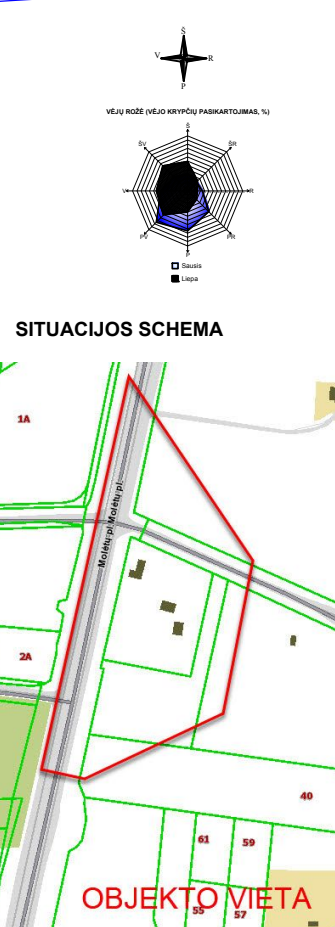 Š
V R
P
VĖJŲ ROŽĖ (VĖJO KRYPČIŲ PASIKARTOJIMAS, %)
Š
ŠV ŠR
V R
PV PR
P
Sausis
Liepa
SITUACIJOS SCHEMA
1A
Molėtų pl. Molėtų pl.
2A
40
61 59
OBJEKTO VIETA
55 57